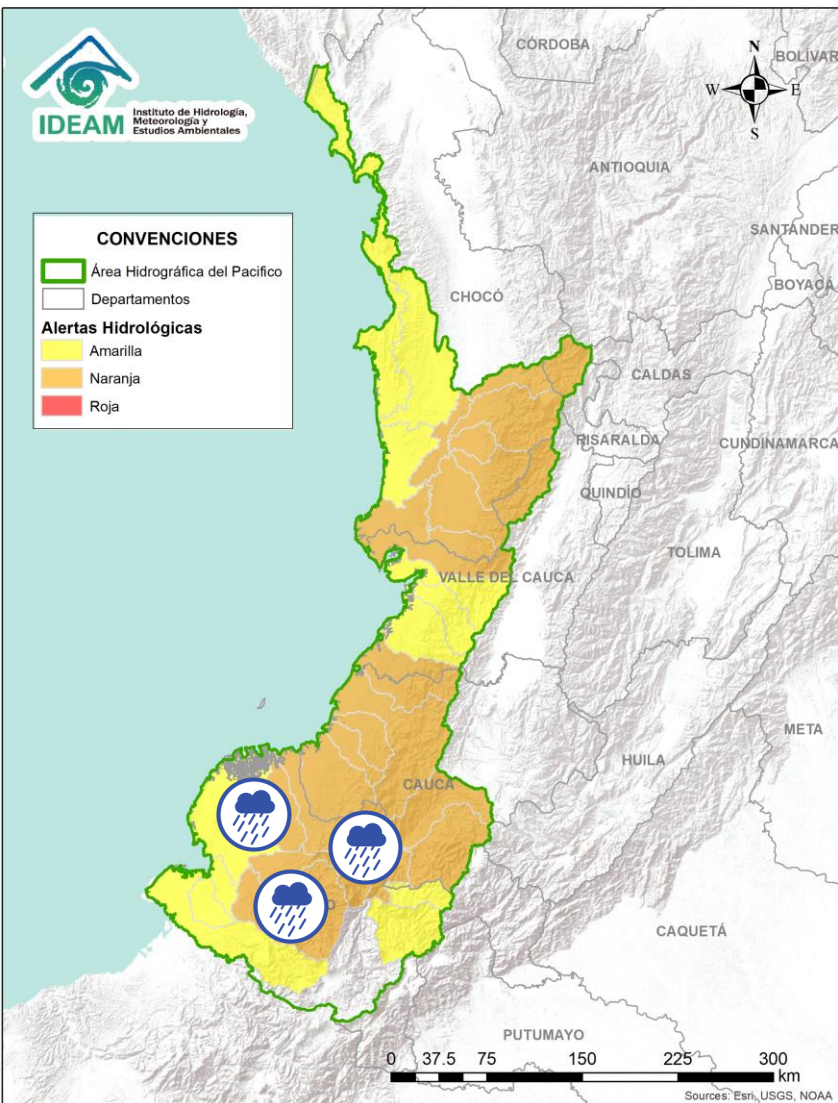 IDEAM
Instituto de Hidrología,
Meteorología y
Estudios Ambientales
N
W
E
S
CÓRDOBA
BOLÍVAR
ANTIOQUIA
SANTANDER
BOYACÁ
CHOCÓ
CONVENCIONES
Área Hidrográfica del Pacifico
Departamentos
Alertas Hidrológicas
Amarilla
Naranja
Roja
CALDAS
RISARALDA
CUNDINAMARCA
QUINDÍO
TOLIMA
VALLE DEL CAUCA
META
HUILA
CAUCA
CAQUETÁ
PUTUMAYO
0 37.5 75 150 225 300
km
Sources: Esri, USGS, NOAA